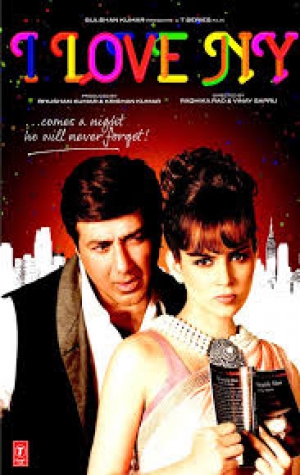 GULSHAN KUMAR PRESENTS A T SERIES FILM
I LOVE NY
PRODUCED BY
BHUSHAN KUMAR & KRISHAN KUMAR
DIRECTED BY
RADHIKA RAO & VINAY SAPRU
...comes a night
he will never forget!
T